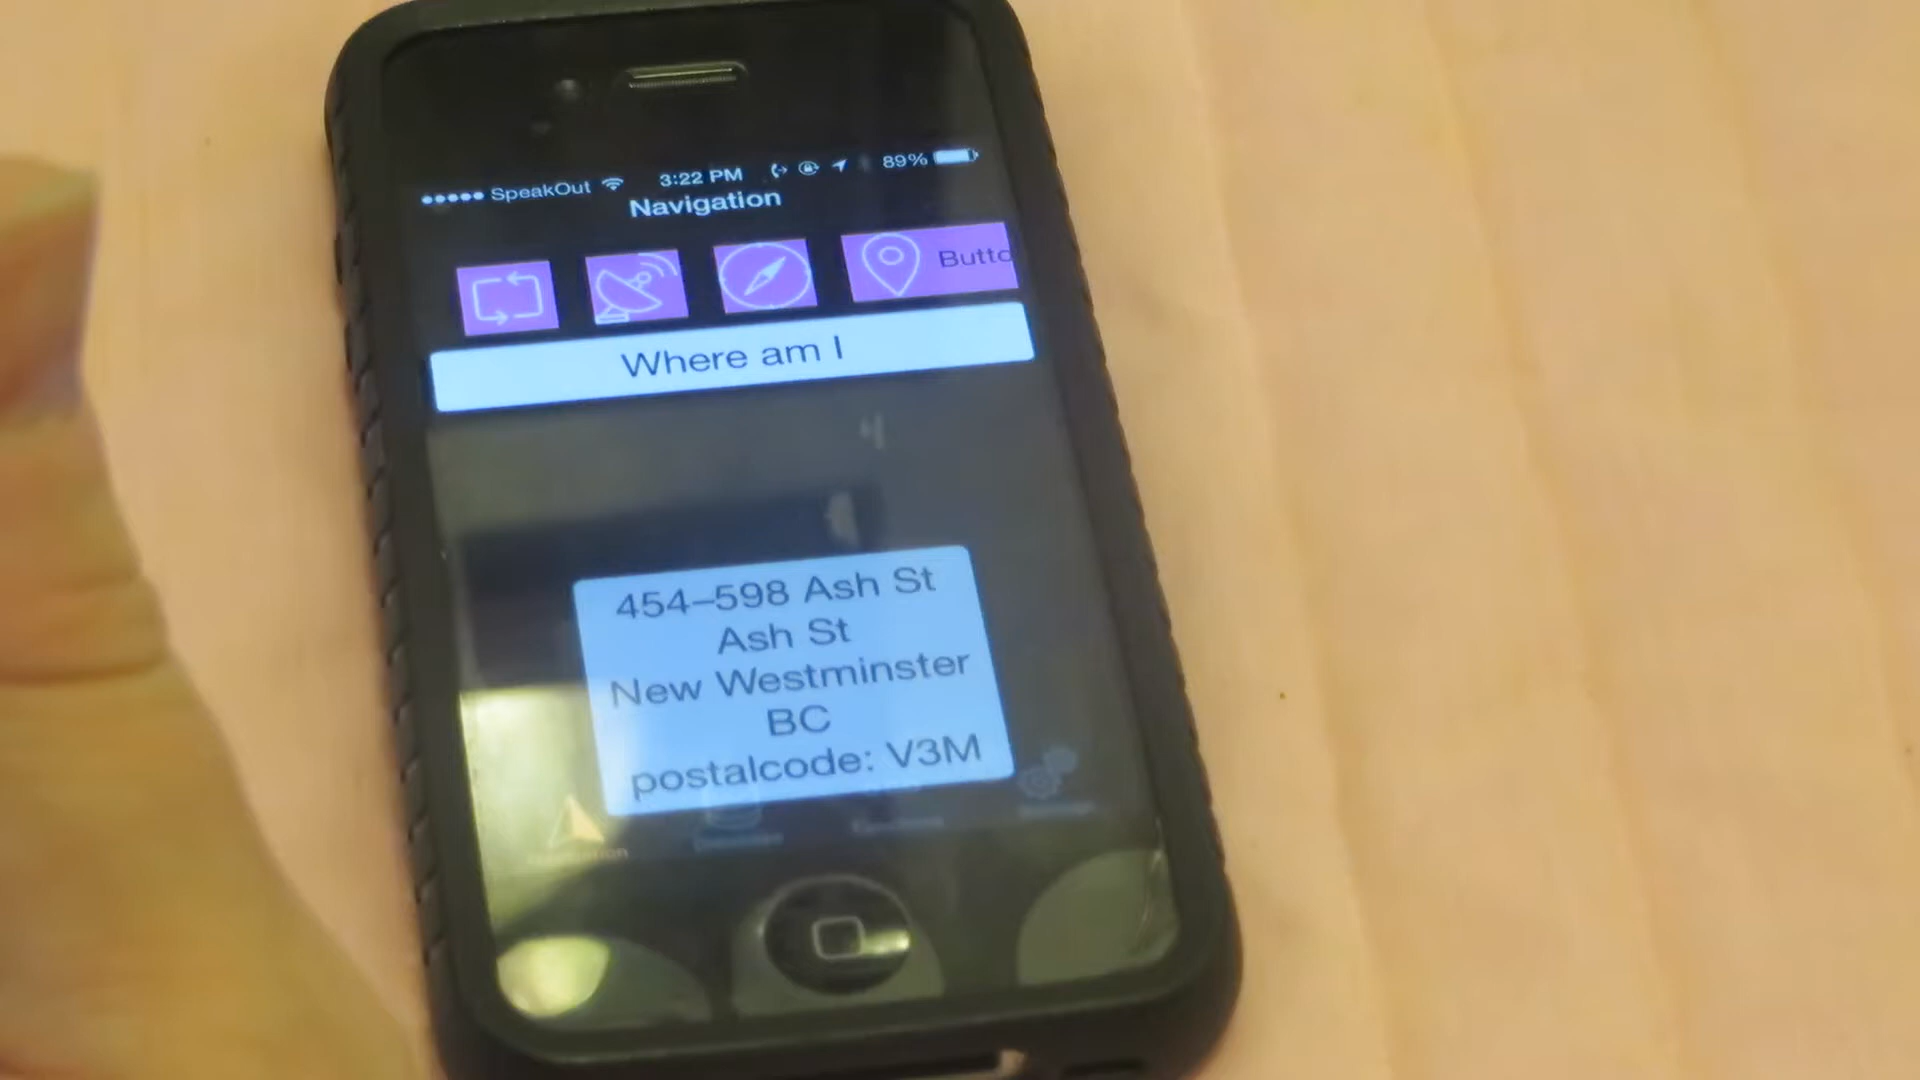 SpeakOut 3:22 PM 89%
Navigation
Butto
Where am I
454–598 Ash St
Ash St
New Westminster
BC
postalcode: V3M